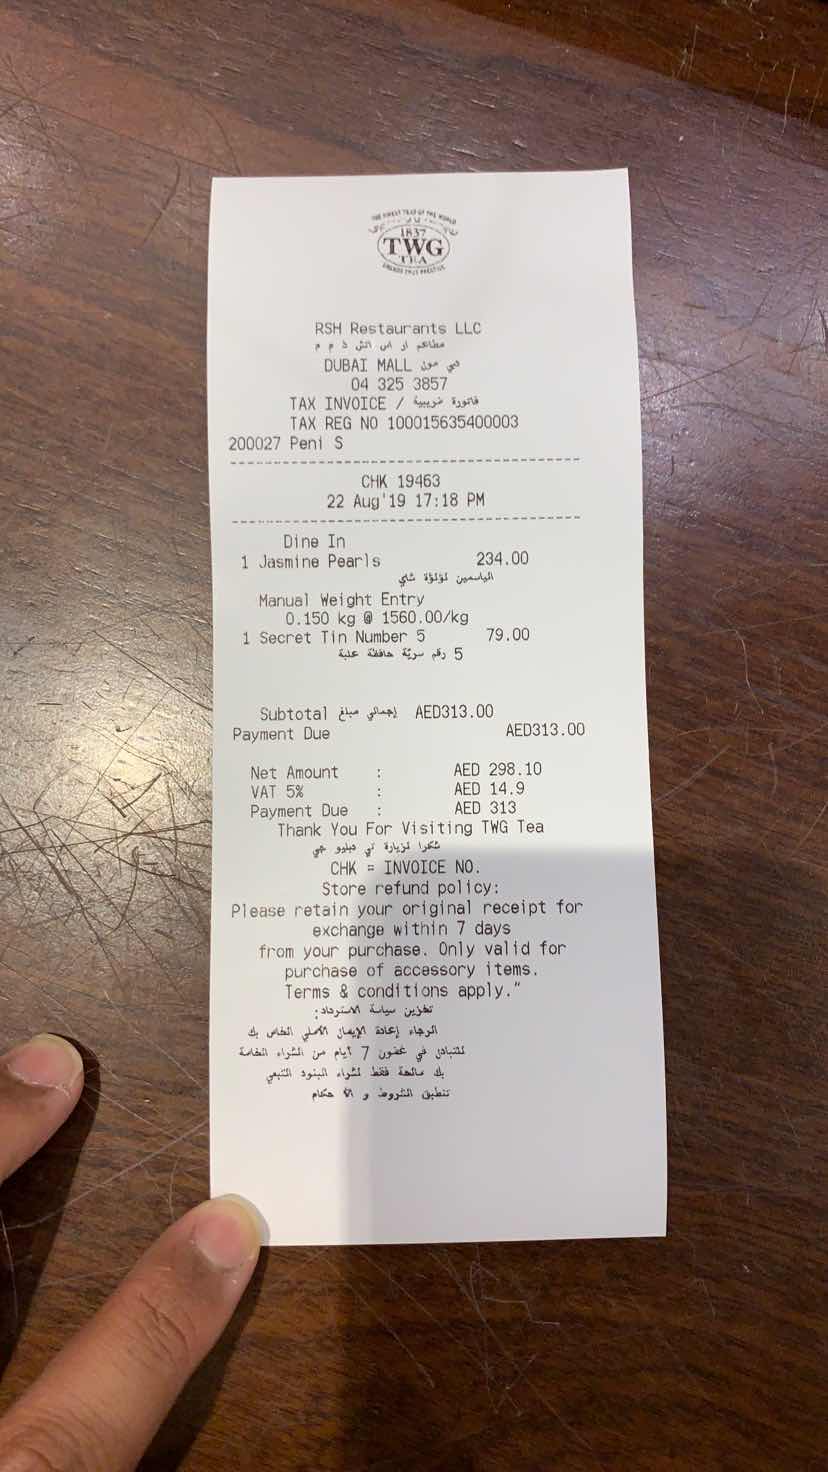 THE FINEST TEAS OF THE WORLD
1837
TWG
TEA
RSH Restaurants LLC
مطاعم ار اس اتش ذ م م
DUBAI MALL دبي مول
04 325 3857
TAX INVOICE / فاتورة ضريبية
TAX REG NO 100015635400003
200027 Peni S
CHK 19463
22 Aug'19 17:18 PM
Dine In
1 Jasmine Pearls 234.00
الياسمين لؤلؤة شاي
Manual Weight Entry
0.150 kg @ 1560.00/kg
1 Secret Tin Number 5 79.00
5 رقم سريّة حافظة علبة
Subtotal إجمالي مبلغ AED313.00
Payment Due AED313.00
Net Amount : AED 298.10
VAT 5% : AED 14.9
Payment Due : AED 313
Thank You For Visiting TWG Tea
شكرا لزيارة تي دبليو جي
CHK = INVOICE NO.
Store refund policy:
Please retain your original receipt for
exchange within 7 days
from your purchase. Only valid for
purchase of accessory items.
Terms & conditions apply."
تخزين سياسة الاسترداد:
الرجاء إعادة الإيصال الأصلي الخاص بك
للتبادل في غضون 7 أيام من الشراء الخاصة
بك صالحة فقط لشراء البنود التبعي
تنطبق الشروط و الأ حكام